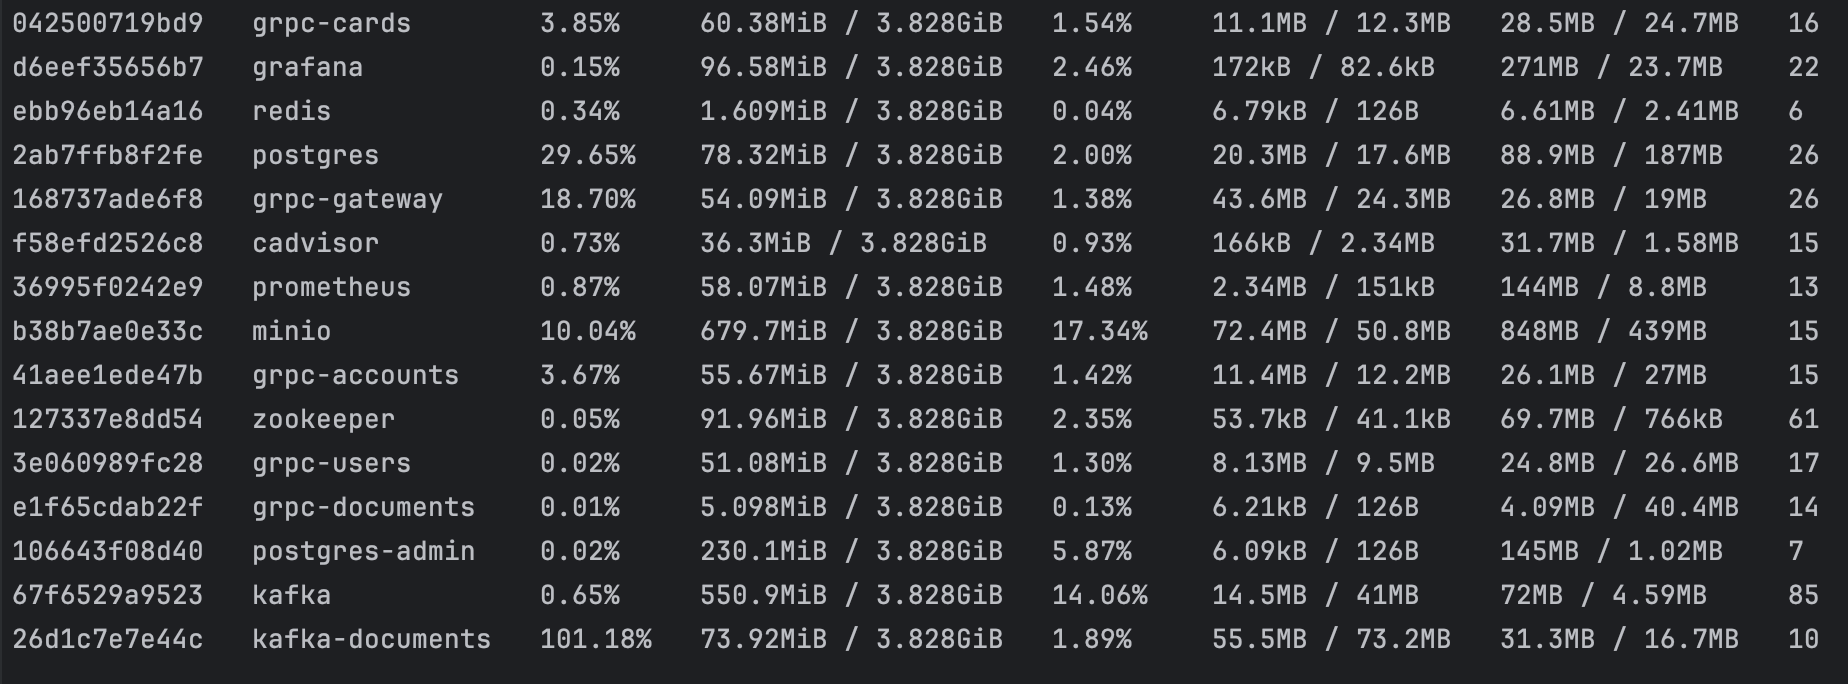 042500719bd9 grpc-cards 3.85% 60.38MiB / 3.828GiB 1.54% 11.1MB / 12.3MB 28.5MB / 24.7MB 16
d6eef35656b7 grafana 0.15% 96.58MiB / 3.828GiB 2.46% 172kB / 82.6kB 271MB / 23.7MB 22
ebb96eb14a16 redis 0.34% 1.609MiB / 3.828GiB 0.04% 6.79kB / 126B 6.61MB / 2.41MB 6
2ab7ffb8f2fe postgres 29.65% 78.32MiB / 3.828GiB 2.00% 20.3MB / 17.6MB 88.9MB / 187MB 26
168737ade6f8 grpc-gateway 18.70% 54.09MiB / 3.828GiB 1.38% 43.6MB / 24.3MB 26.8MB / 19MB 26
f58efd2526c8 cadvisor 0.73% 36.3MiB / 3.828GiB 0.93% 166kB / 2.34MB 31.7MB / 1.58MB 15
36995f0242e9 prometheus 0.87% 58.07MiB / 3.828GiB 1.48% 2.34MB / 151kB 144MB / 8.8MB 13
b38b7ae0e33c minio 10.04% 679.7MiB / 3.828GiB 17.34% 72.4MB / 50.8MB 848MB / 439MB 15
41aee1ede47b grpc-accounts 3.67% 55.67MiB / 3.828GiB 1.42% 11.4MB / 12.2MB 26.1MB / 27MB 15
127337e8dd54 zookeeper 0.05% 91.96MiB / 3.828GiB 2.35% 53.7kB / 41.1kB 69.7MB / 766kB 61
3e060989fc28 grpc-users 0.02% 51.08MiB / 3.828GiB 1.30% 8.13MB / 9.5MB 24.8MB / 26.6MB 17
e1f65cdab22f grpc-documents 0.01% 5.098MiB / 3.828GiB 0.13% 6.21kB / 126B 4.09MB / 40.4MB 14
106643f08d40 postgres-admin 0.02% 230.1MiB / 3.828GiB 5.87% 6.09kB / 126B 145MB / 1.02MB 7
67f6529a9523 kafka 0.65% 550.9MiB / 3.828GiB 14.06% 14.5MB / 41MB 72MB / 4.59MB 85
26d1c7e7e44c kafka-documents 101.18% 73.92MiB / 3.828GiB 1.89% 55.5MB / 73.2MB 31.3MB / 16.7MB 10